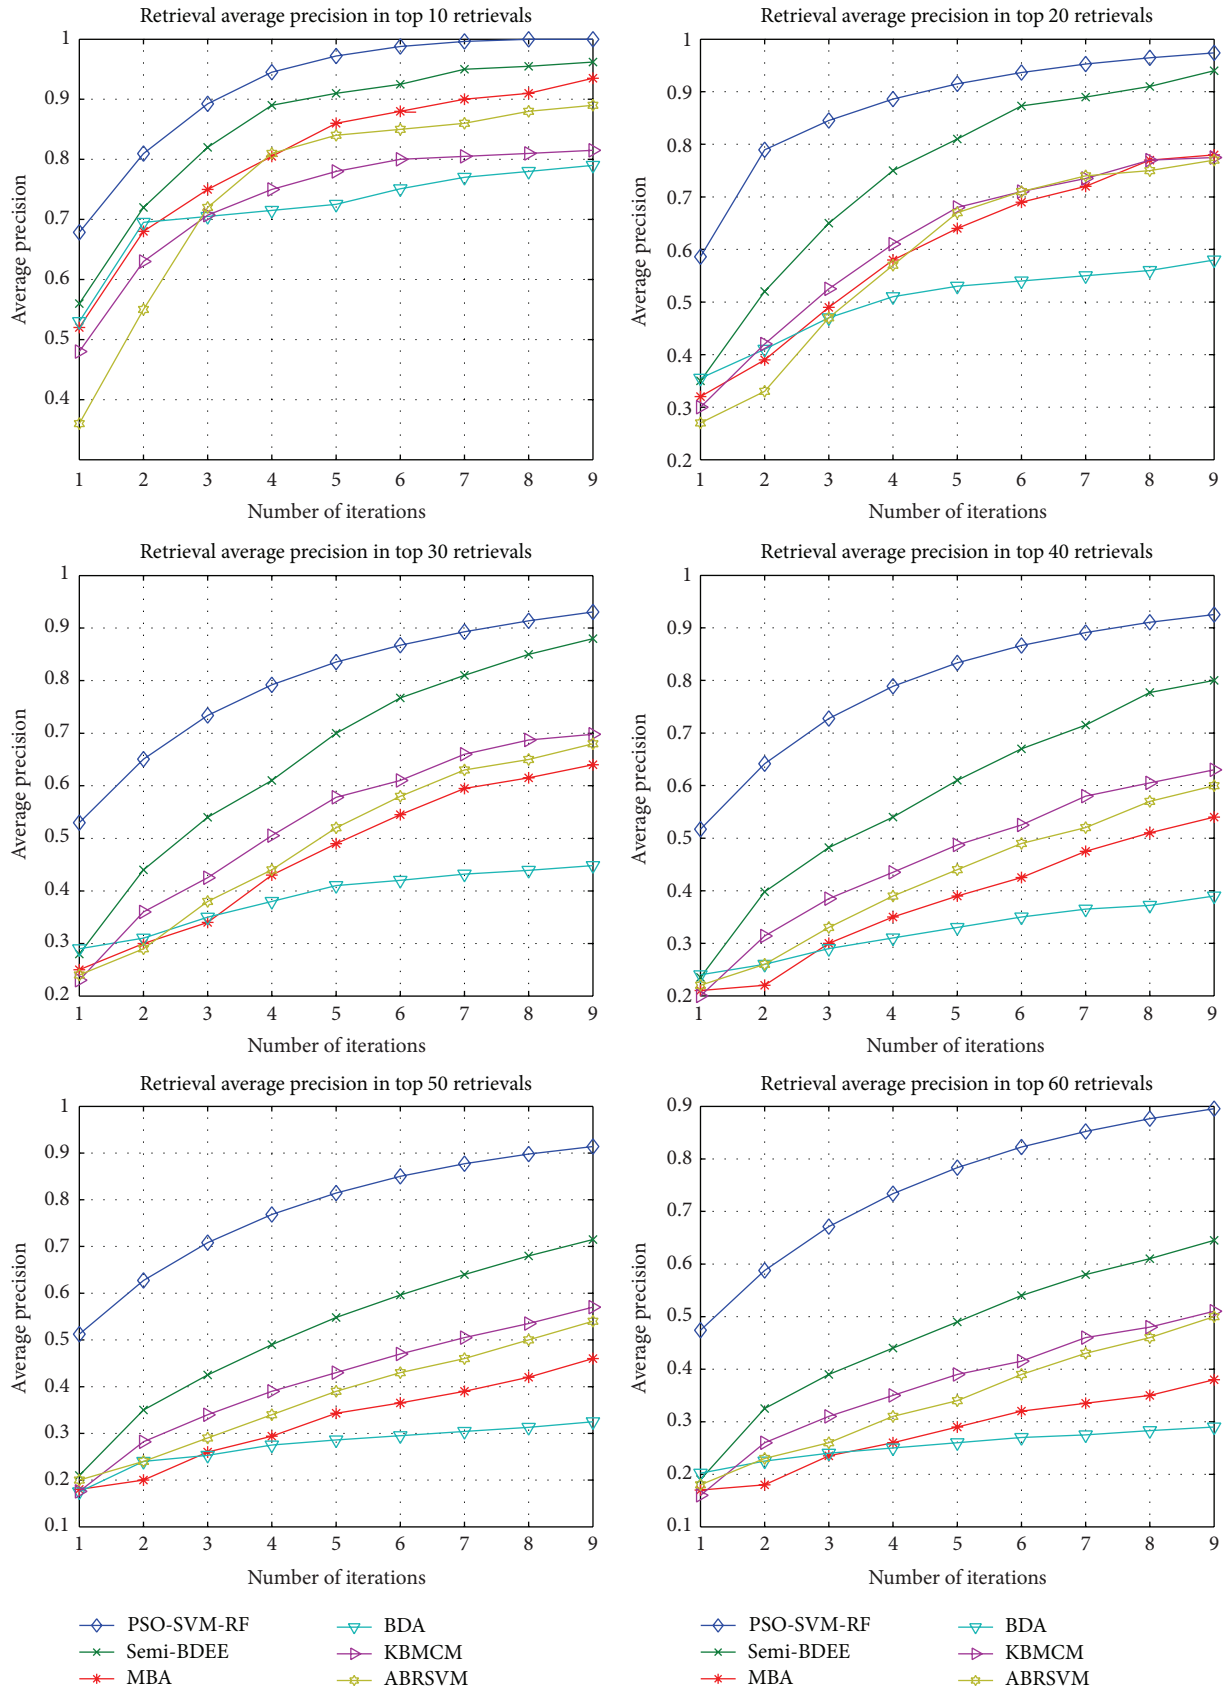 Retrieval average precision in top 10 retrievals
1
0.9
0.8
0.7
0.6
0.5
0.4
Average precision
1 2 3 4 5 6 7 8 9
Number of iterations
Retrieval average precision in top 20 retrievals
1
0.9
0.8
0.7
0.6
0.5
0.4
0.3
0.2
Average precision
1 2 3 4 5 6 7 8 9
Number of iterations
Retrieval average precision in top 30 retrievals
1
0.9
0.8
0.7
0.6
0.5
0.4
0.3
0.2
Average precision
1 2 3 4 5 6 7 8 9
Number of iterations
Retrieval average precision in top 40 retrievals
1
0.9
0.8
0.7
0.6
0.5
0.4
0.3
0.2
Average precision
1 2 3 4 5 6 7 8 9
Number of iterations
Retrieval average precision in top 50 retrievals
1
0.9
0.8
0.7
0.6
0.5
0.4
0.3
0.2
0.1
Average precision
1 2 3 4 5 6 7 8 9
Number of iterations
Retrieval average precision in top 60 retrievals
0.9
0.8
0.7
0.6
0.5
0.4
0.3
0.2
0.1
Average precision
1 2 3 4 5 6 7 8 9
Number of iterations
PSO-SVM-RF
Semi-BDEE
MBA
BDA
KBMCM
ABRSVM
PSO-SVM-RF
Semi-BDEE
MBA
BDA
KBMCM
ABRSVM